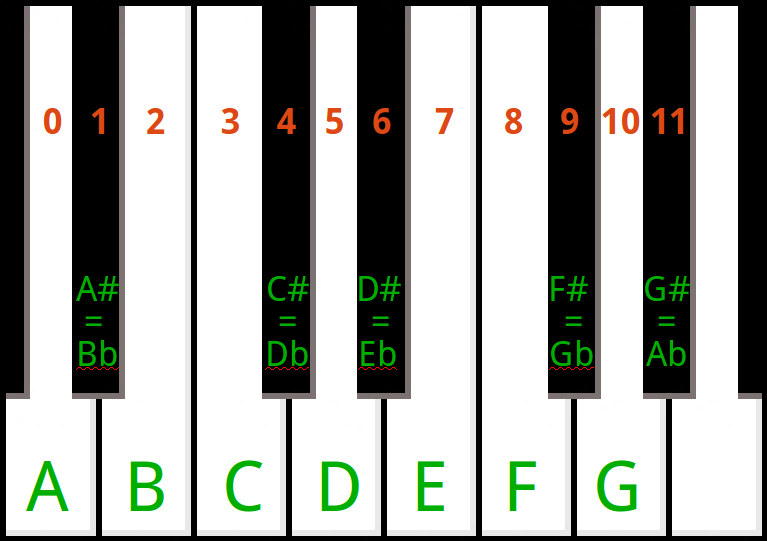 0 1 2 3 4 5 6 7 8 9 10 11
A# C# D# F# G#
= = = = =
Bb Db Eb Gb Ab
A B C D E F G